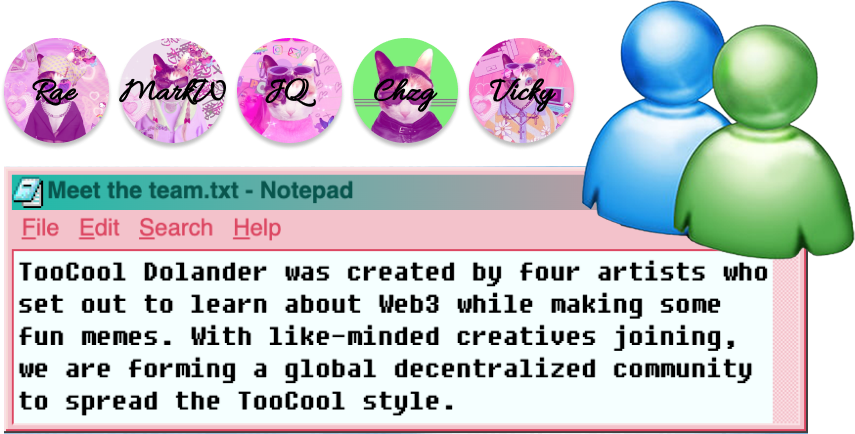 Rae MarkW JQ Chzg Vicky
Meet the team.txt - Notepad
File Edit Search Help
TooCool Dolander was created by four artists who
set out to learn about Web3 while making some
fun memes. With like-minded creatives joining,
we are forming a global decentralized community
to spread the TooCool style.